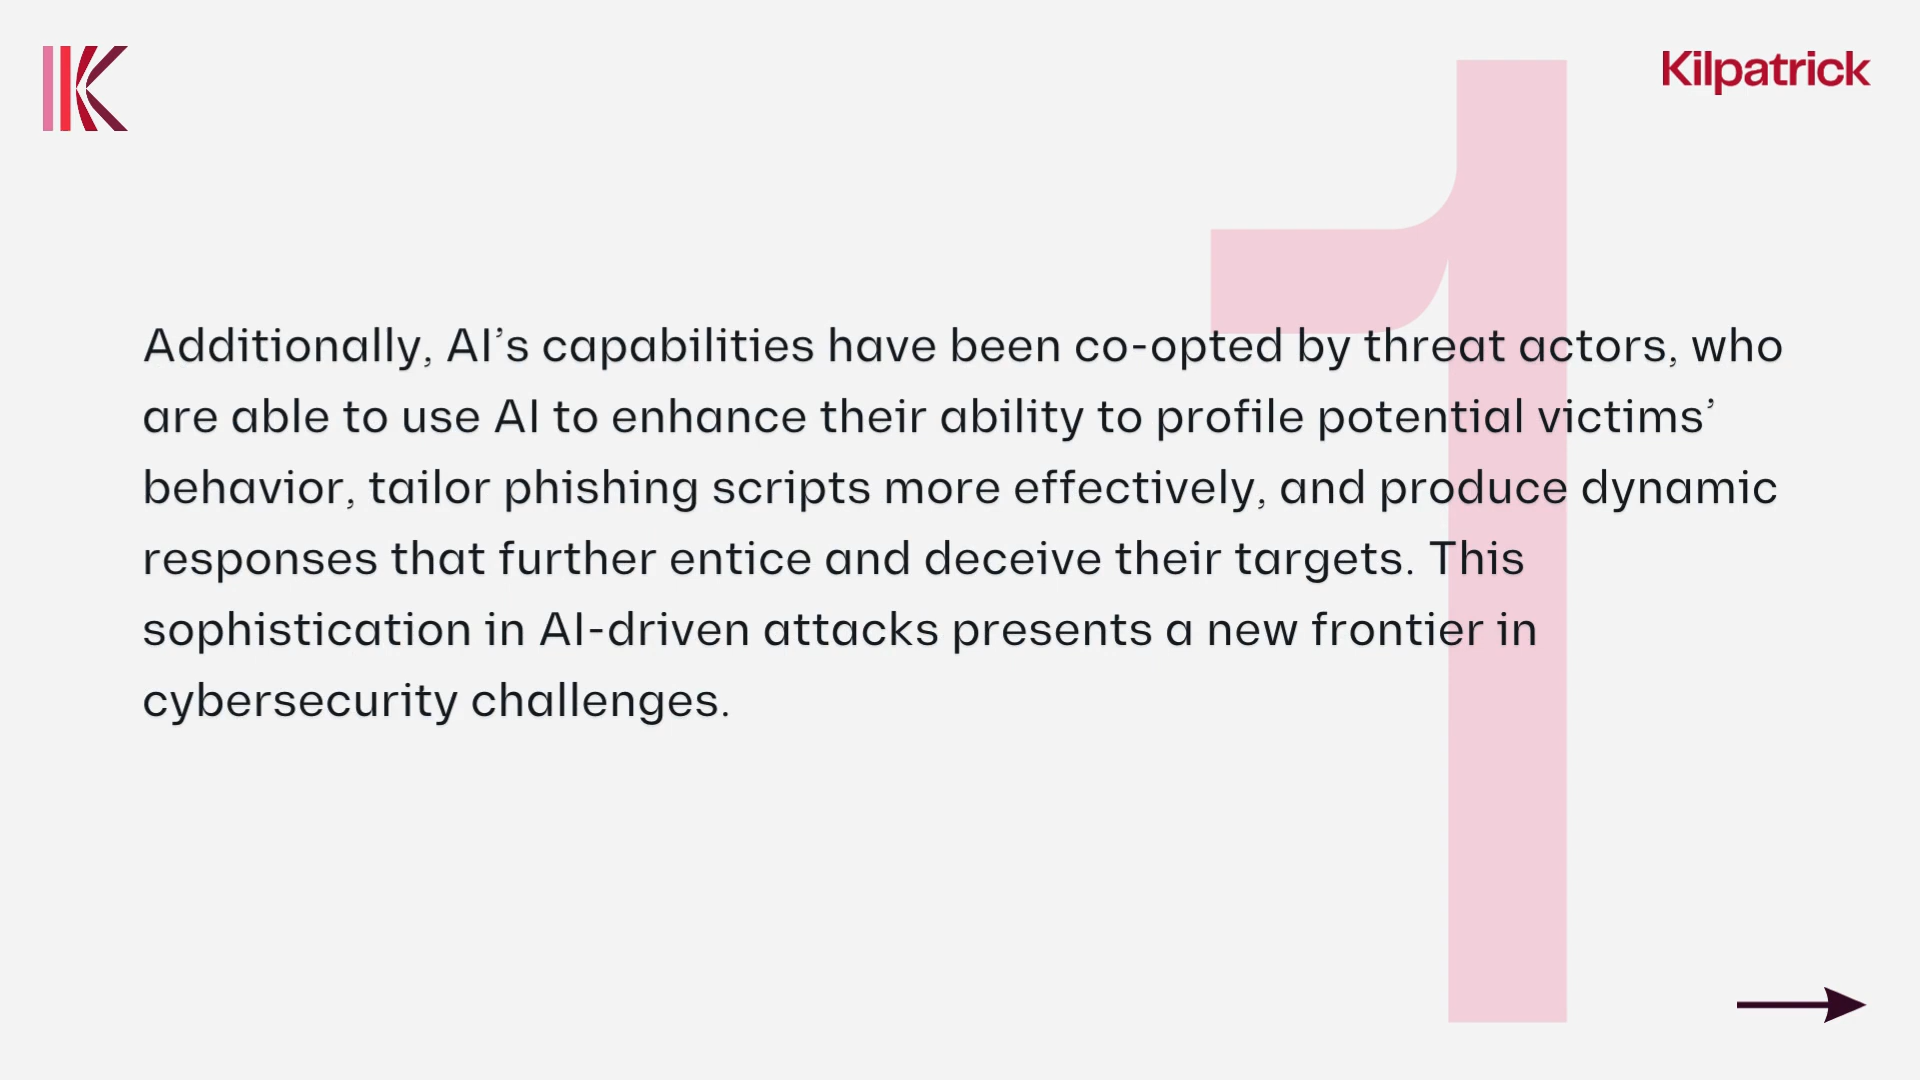 K
Kilpatrick
1
Additionally, AI’s capabilities have been co-opted by threat actors, who
are able to use AI to enhance their ability to profile potential victims’
behavior, tailor phishing scripts more effectively, and produce dynamic
responses that further entice and deceive their targets. This
sophistication in AI-driven attacks presents a new frontier in
cybersecurity challenges.